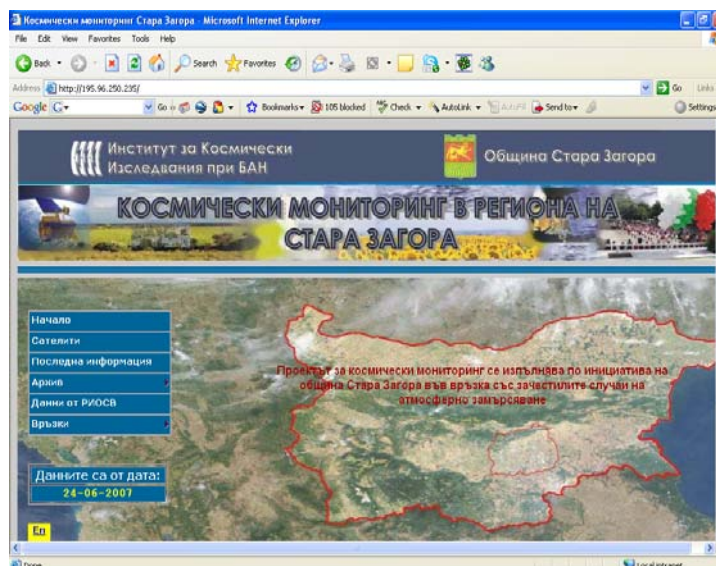 Космически мониторинг Стара Загора - Microsoft Internet Explorer
File Edit View Favorites Tools Help
Back Search Favorites
Address http://195.96.250.235/ Go Links
Google G Go Bookmarks 105 blocked Check AutoLink AutoFill Send to Settings
Институт за Космически
Изследвания при БАН
Община Стара Загора
КОСМИЧЕСКИ МОНИТОРИНГ В РЕГИОНА НА
СТАРА ЗАГОРА
Начало
Сателити
Последна информация
Архив
Данни от РИОСВ
Връзки
Проектът за космически мониторинг се изпълнява по инициатива на
община Стара Загора във връзка със зачестилите случаи на
атмосферно замърсяване
Данните са от дата:
24-06-2007
En
Done Local intranet